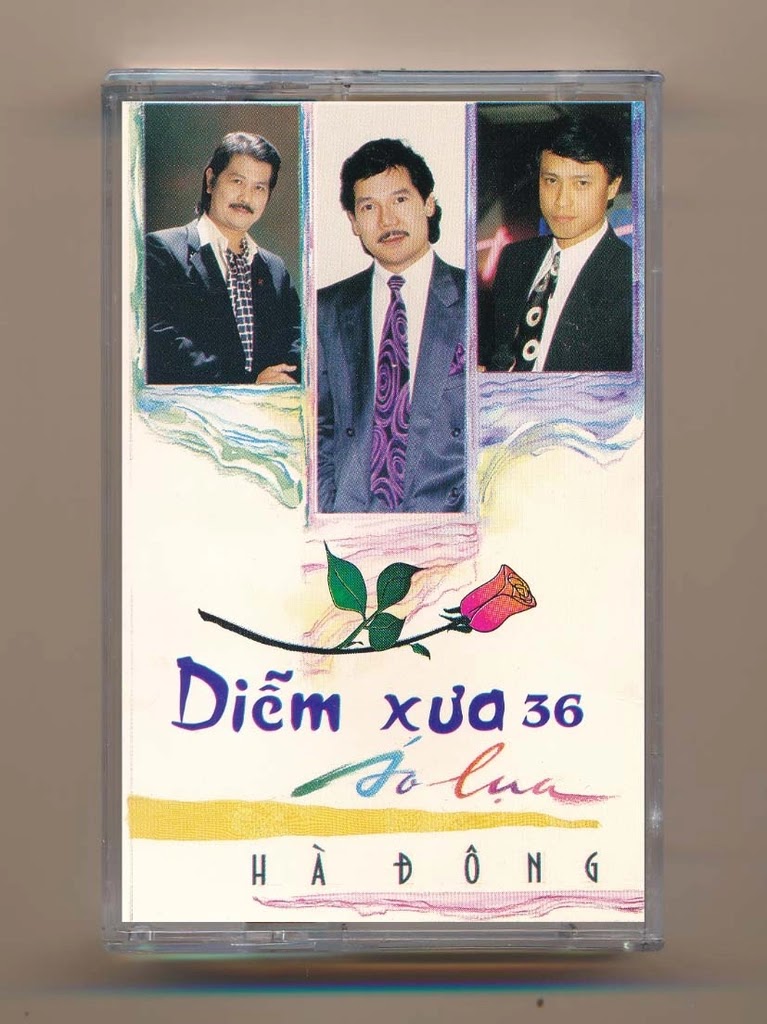 Diễm xưa 36
Áo lụa
HÀ ĐÔNG